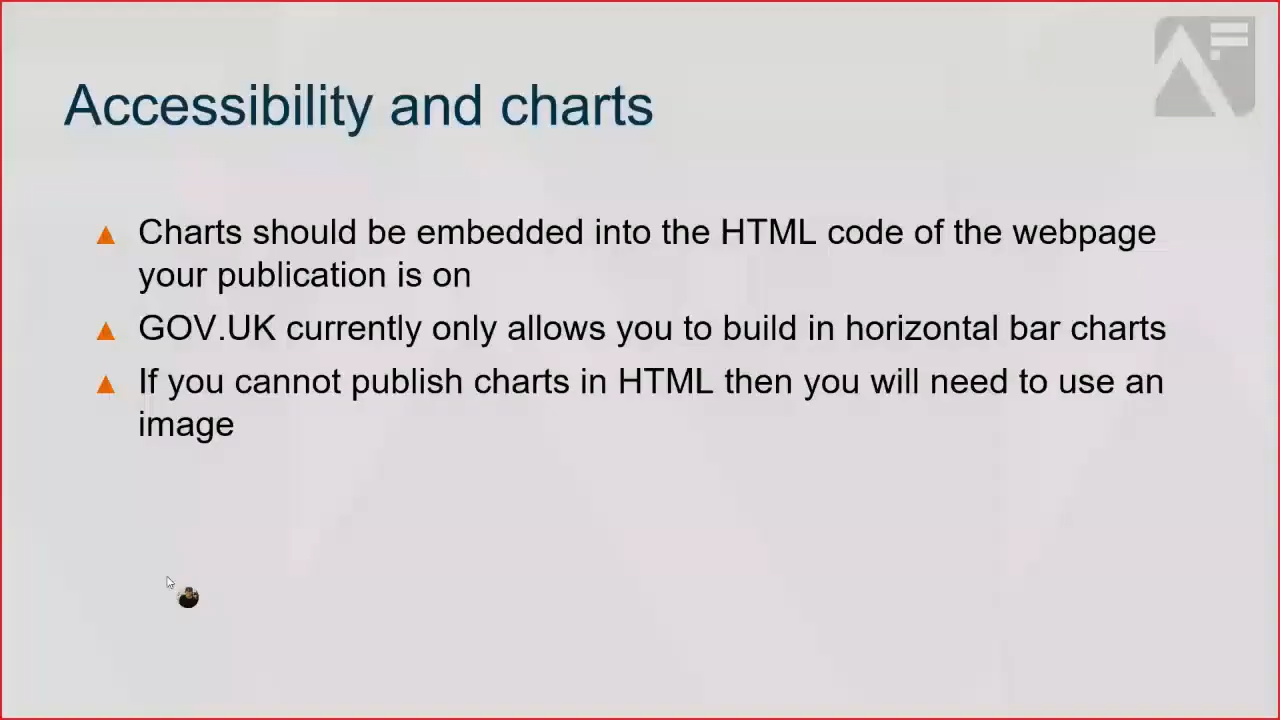 Accessibility and charts
Charts should be embedded into the HTML code of the webpage
your publication is on
GOV.UK currently only allows you to build in horizontal bar charts
If you cannot publish charts in HTML then you will need to use an
image